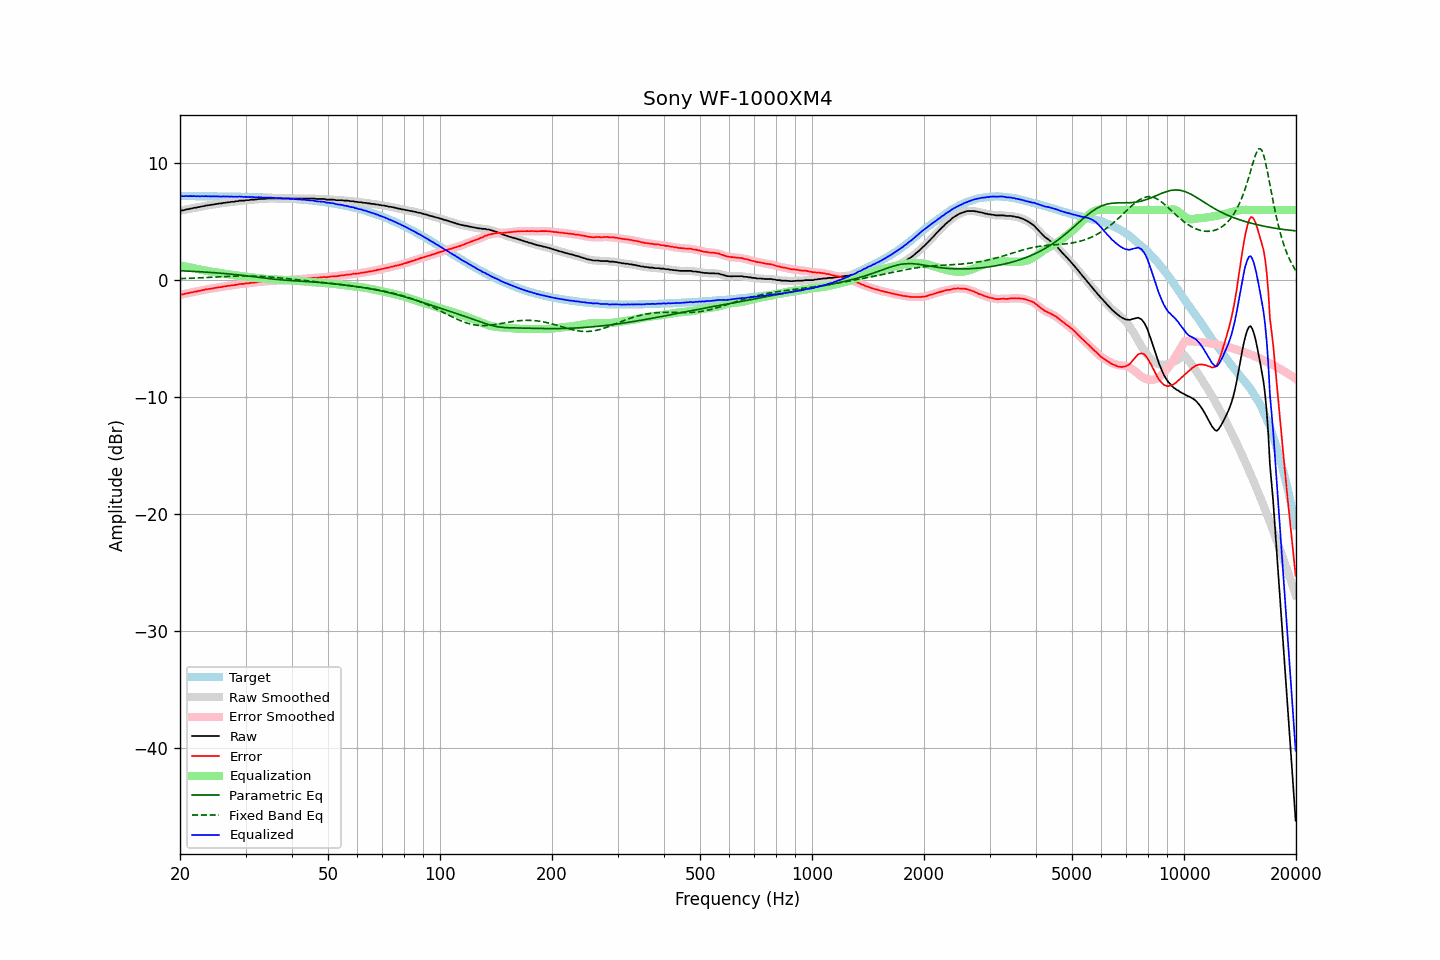 Sony WF-1000XM4
Amplitude (dBr)
10
0
−10
−20
−30
−40
Target
Raw Smoothed
Error Smoothed
Raw
Error
Equalization
Parametric Eq
Fixed Band Eq
Equalized
20 50 100 200 500 1000 2000 5000 10000 20000
Frequency (Hz)